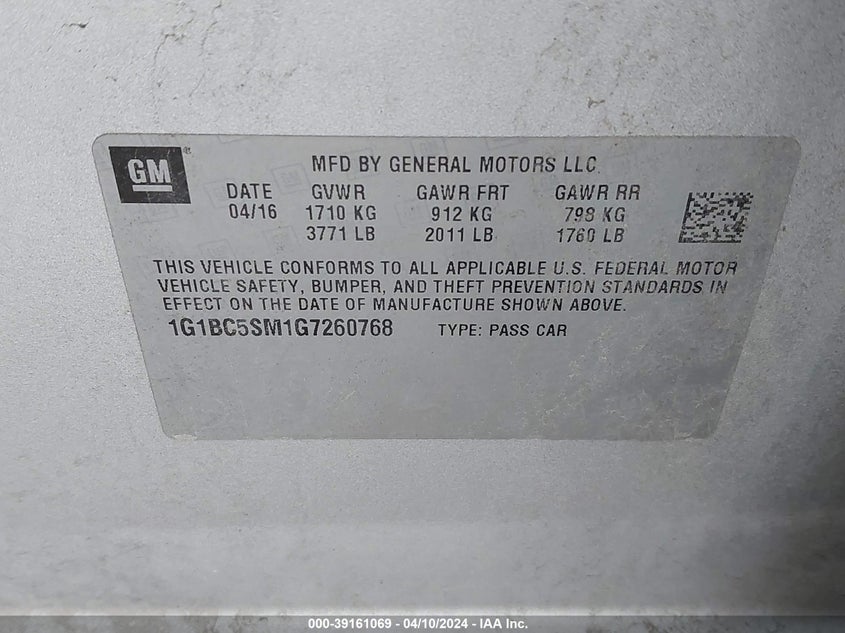 GM ® MFD BY GENERAL MOTORS LLC
DATE GVWR GAWR FRT GAWR RR
04/16 1710 KG 912 KG 798 KG
3771 LB 2011 LB 1760 LB
THIS VEHICLE CONFORMS TO ALL APPLICABLE U.S. FEDERAL MOTOR
VEHICLE SAFETY, BUMPER, AND THEFT PREVENTION STANDARDS IN
EFFECT ON THE DATE OF MANUFACTURE SHOWN ABOVE.
1G1BC5SM1G7260768 TYPE: PASS CAR
000-39161069 - 04/10/2024 - IAA Inc.